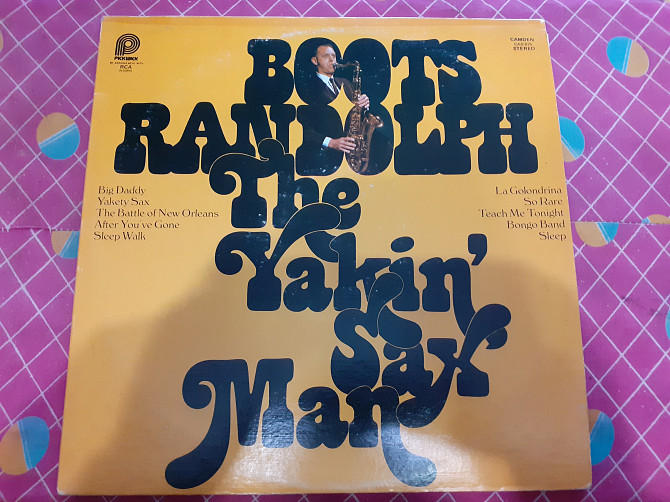 PICKWICK
RCA
CAMDEN
STEREO
BOOTS
RANDOLPH
The
Yakin'
Sax
Man
Big Daddy
Yakety Sax
The Battle of New Orleans
After You've Gone
Sleep Walk
La Golondrina
So Rare
Teach Me Tonight
Bongo Band
Sleep